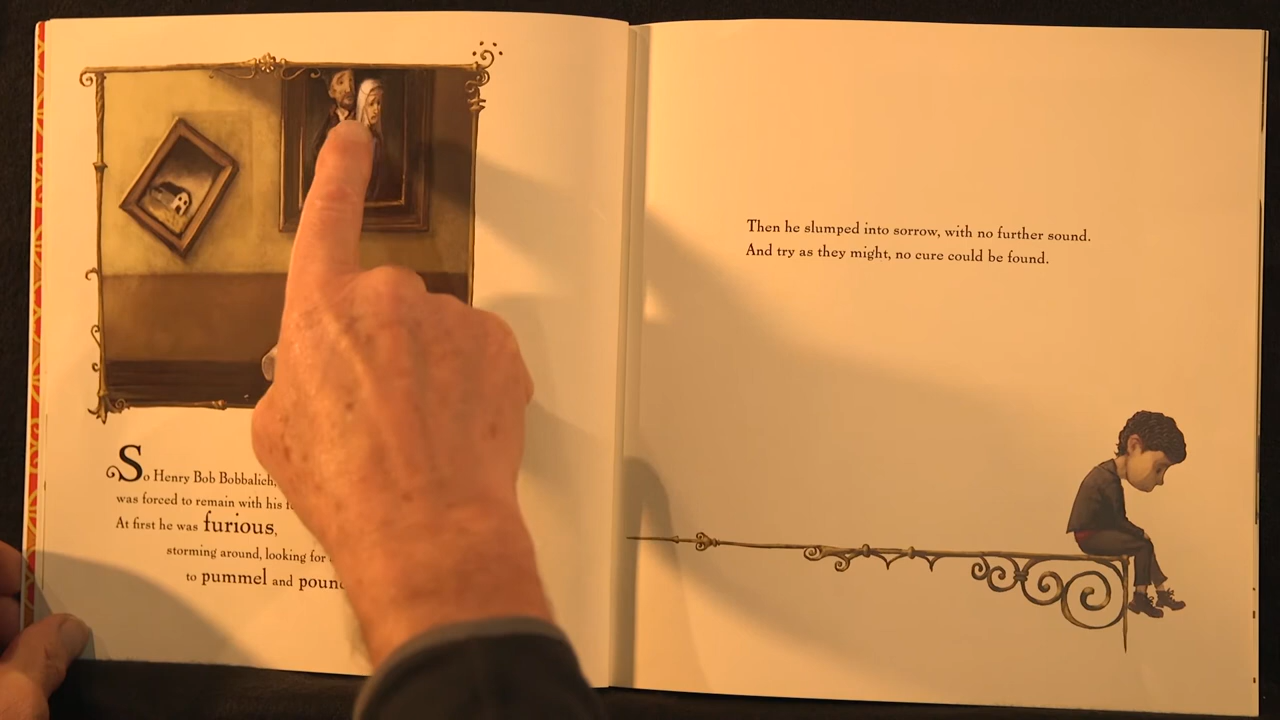 So Henry Bob Bobbalich,
was forced to remain with his
At first he was furious,
storming around, looking for
to pummel and pound
Then he slumped into sorrow, with no further sound.
And try as they might, no cure could be found.